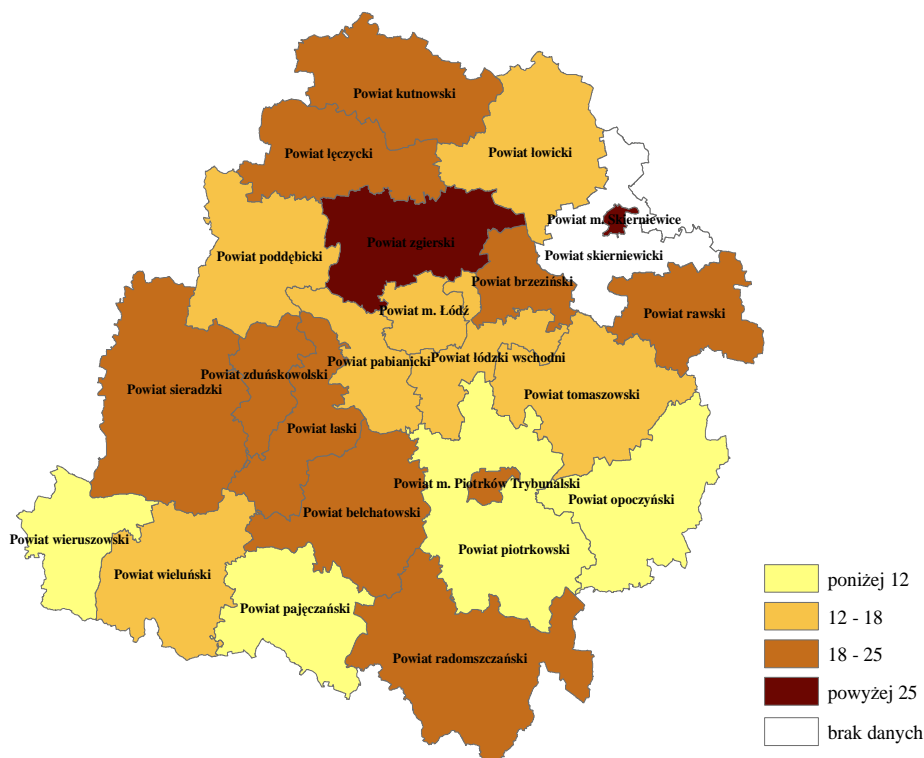 Powiat kutnowski
Powiat łęczycki
Powiat łowicki
Powiat m. Skierniewice
Powiat zgierski
Powiat poddębicki
Powiat skierniewicki
Powiat brzeziński
Powiat m. Łódź
Powiat rawski
Powiat pabianicki
Powiat łódzki wschodni
Powiat zduńskowolski
Powiat sieradzki
Powiat tomaszowski
Powiat łaski
Powiat m. Piotrków Trybunalski
Powiat opoczyński
Powiat bełchatowski
Powiat wieruszowski
Powiat piotrkowski
Powiat wieluński
Powiat pajęczański
Powiat radomszczański
poniżej 12
12 - 18
18 - 25
powyżej 25
brak danych